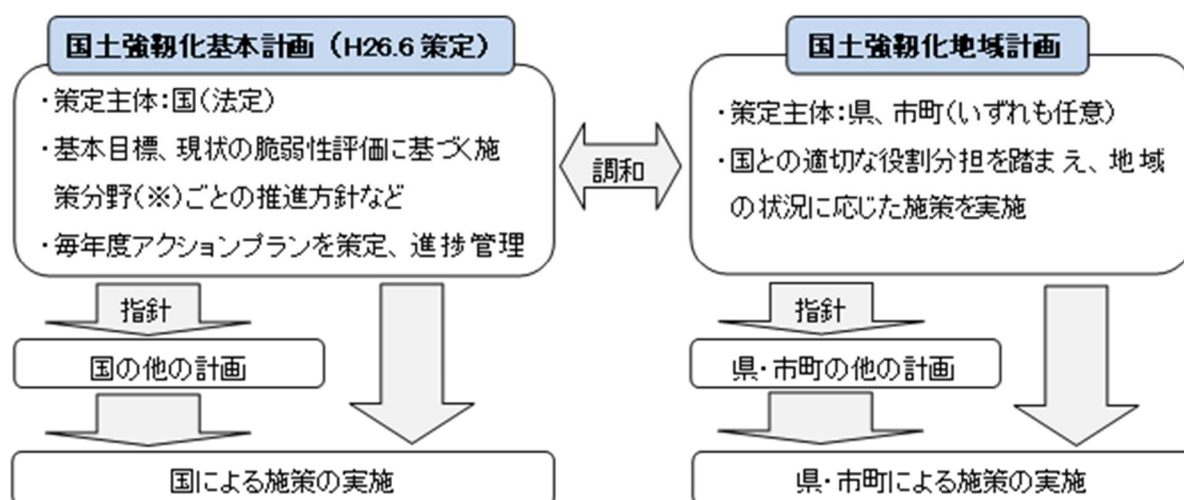 国土強靱化基本計画（H26.6 策定）
・策定主体：国（法定）
・基本目標、現状の脆弱性評価に基づく施
策分野(※)ごとの推進方針など
・毎年度アクションプランを策定、進捗管理
調和
国土強靱化地域計画
・策定主体：県、市町（いずれも任意）
・国との適切な役割分担を踏まえ、地域
の状況に応じた施策を実施
指針
国の他の計画
国による施策の実施
指針
県・市町の他の計画
県・市町による施策の実施